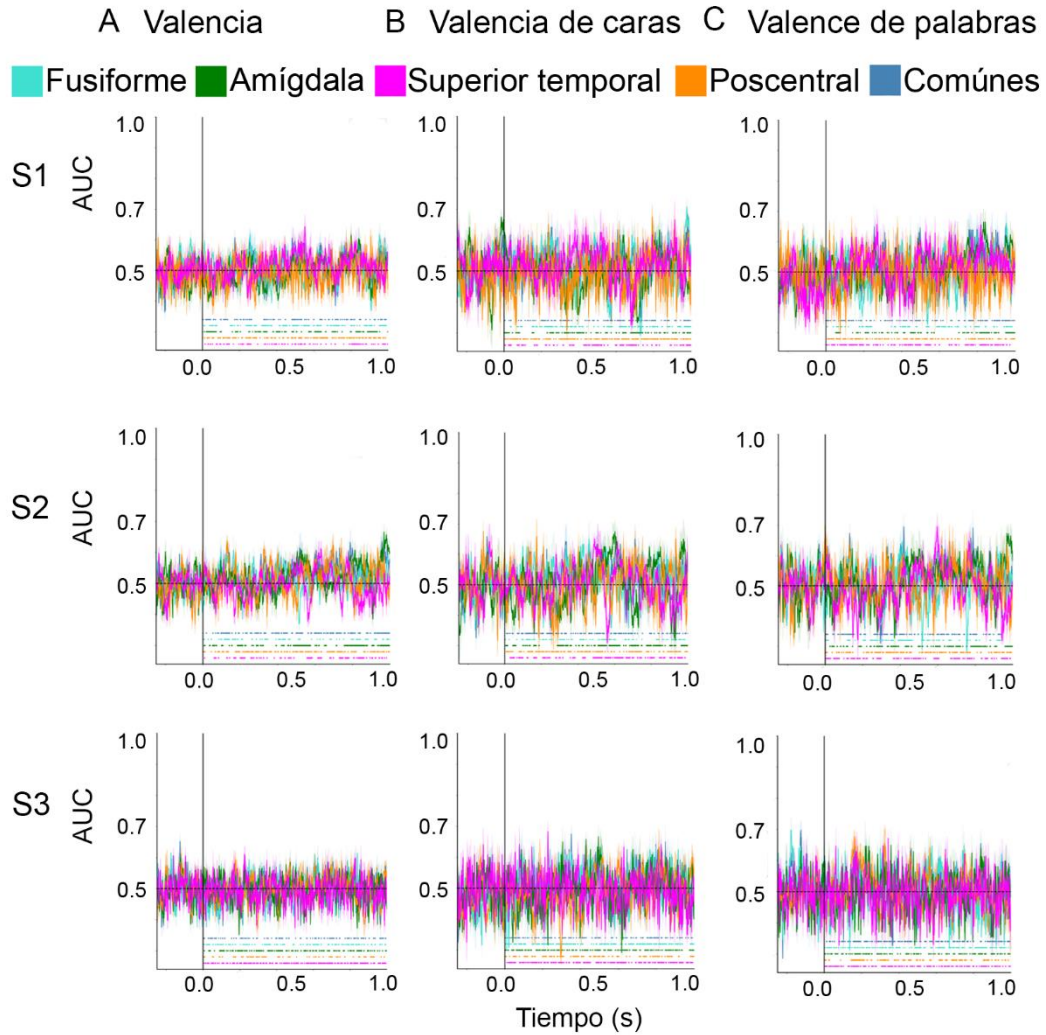 A Valencia B Valencia de caras C Valence de palabras
Fusiforme Amígdala Superior temporal Poscentral Comúnes
S1
AUC
1.0 1.0 1.0
0.7 0.7 0.7
0.5 0.5 0.5
0.0 0.5 1.0 0.0 0.5 1.0 0.0 0.5 1.0
S2
AUC
1.0 1.0 1.0
0.7 0.7 0.7
0.5 0.5 0.5
0.0 0.5 1.0 0.0 0.5 1.0 0.0 0.5 1.0
S3
AUC
1.0 1.0 1.0
0.7 0.7 0.7
0.5 0.5 0.5
0.0 0.5 1.0 0.0 0.5 1.0 0.0 0.5 1.0
Tiempo (s)